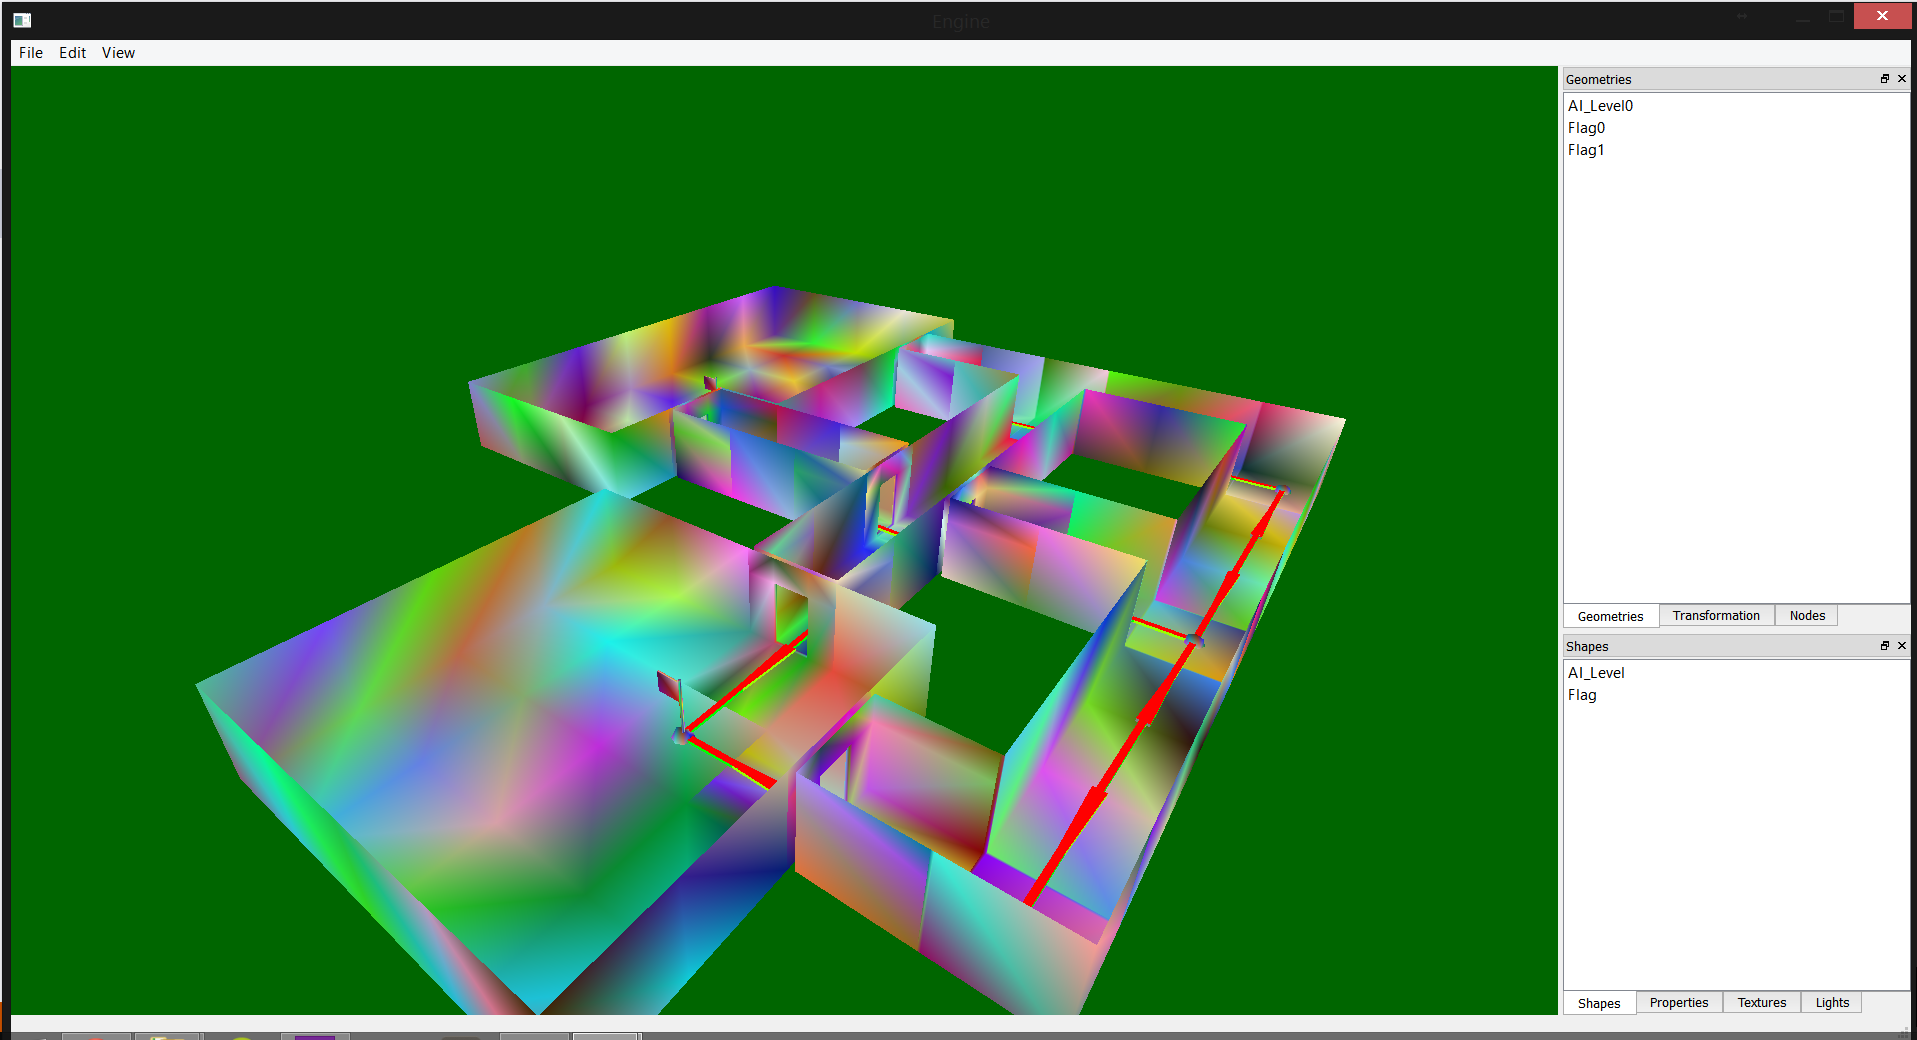 Engine
File Edit View
Geometries
AI_Level0
Flag0
Flag1
Geometries Transformation Nodes
Shapes
AI_Level
Flag
Shapes Properties Textures Lights